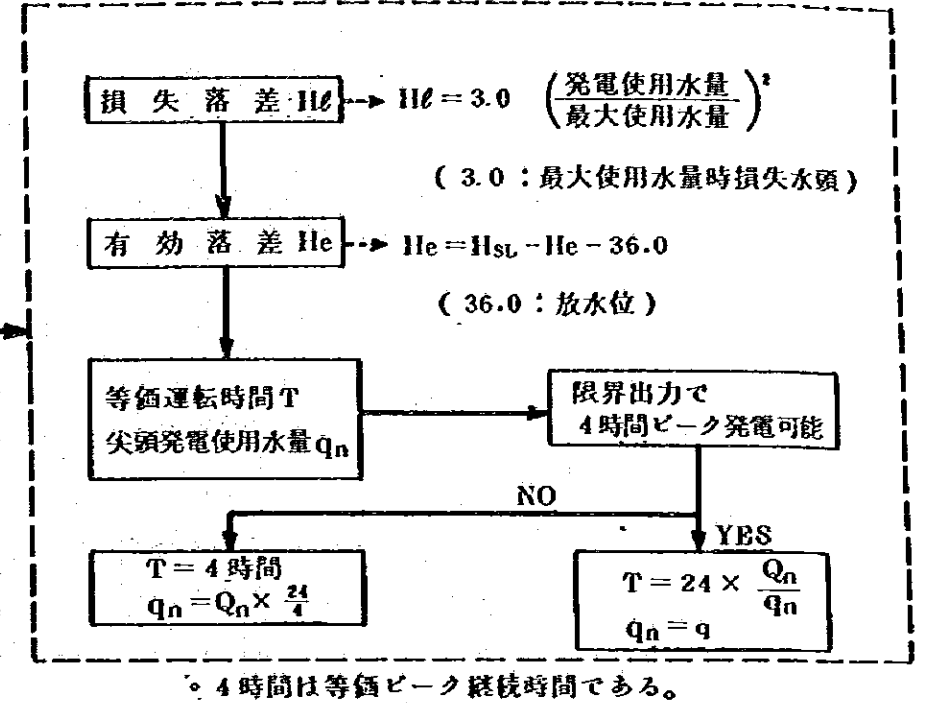 損失落差Hℓ → Hℓ = 3.0 (発電使用水量/最大使用水量)²
( 3.0 : 最大使用水量時損失水頭 )
有効落差He → He = HSL - He - 36.0
( 36.0 : 放水位 )
等価運転時間T
尖頭発電使用水量qn
限界出力で
4時間ピーク発電可能
NO
YES
T = 4時間
qn = Qn × 24/4
T = 24 × Qn/qn
qn = q
。4時間は等価ピーク継続時間である。